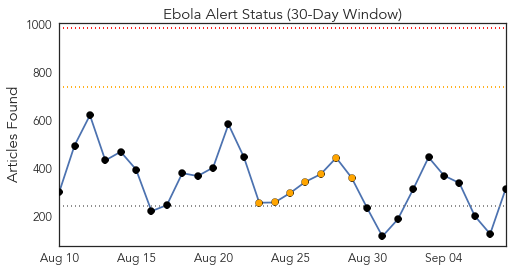 Ebola Alert Status (30-Day Window)
Articles Found
1000
800
600
400
200
Aug 10 Aug 15 Aug 20 Aug 25 Aug 30 Sep 04